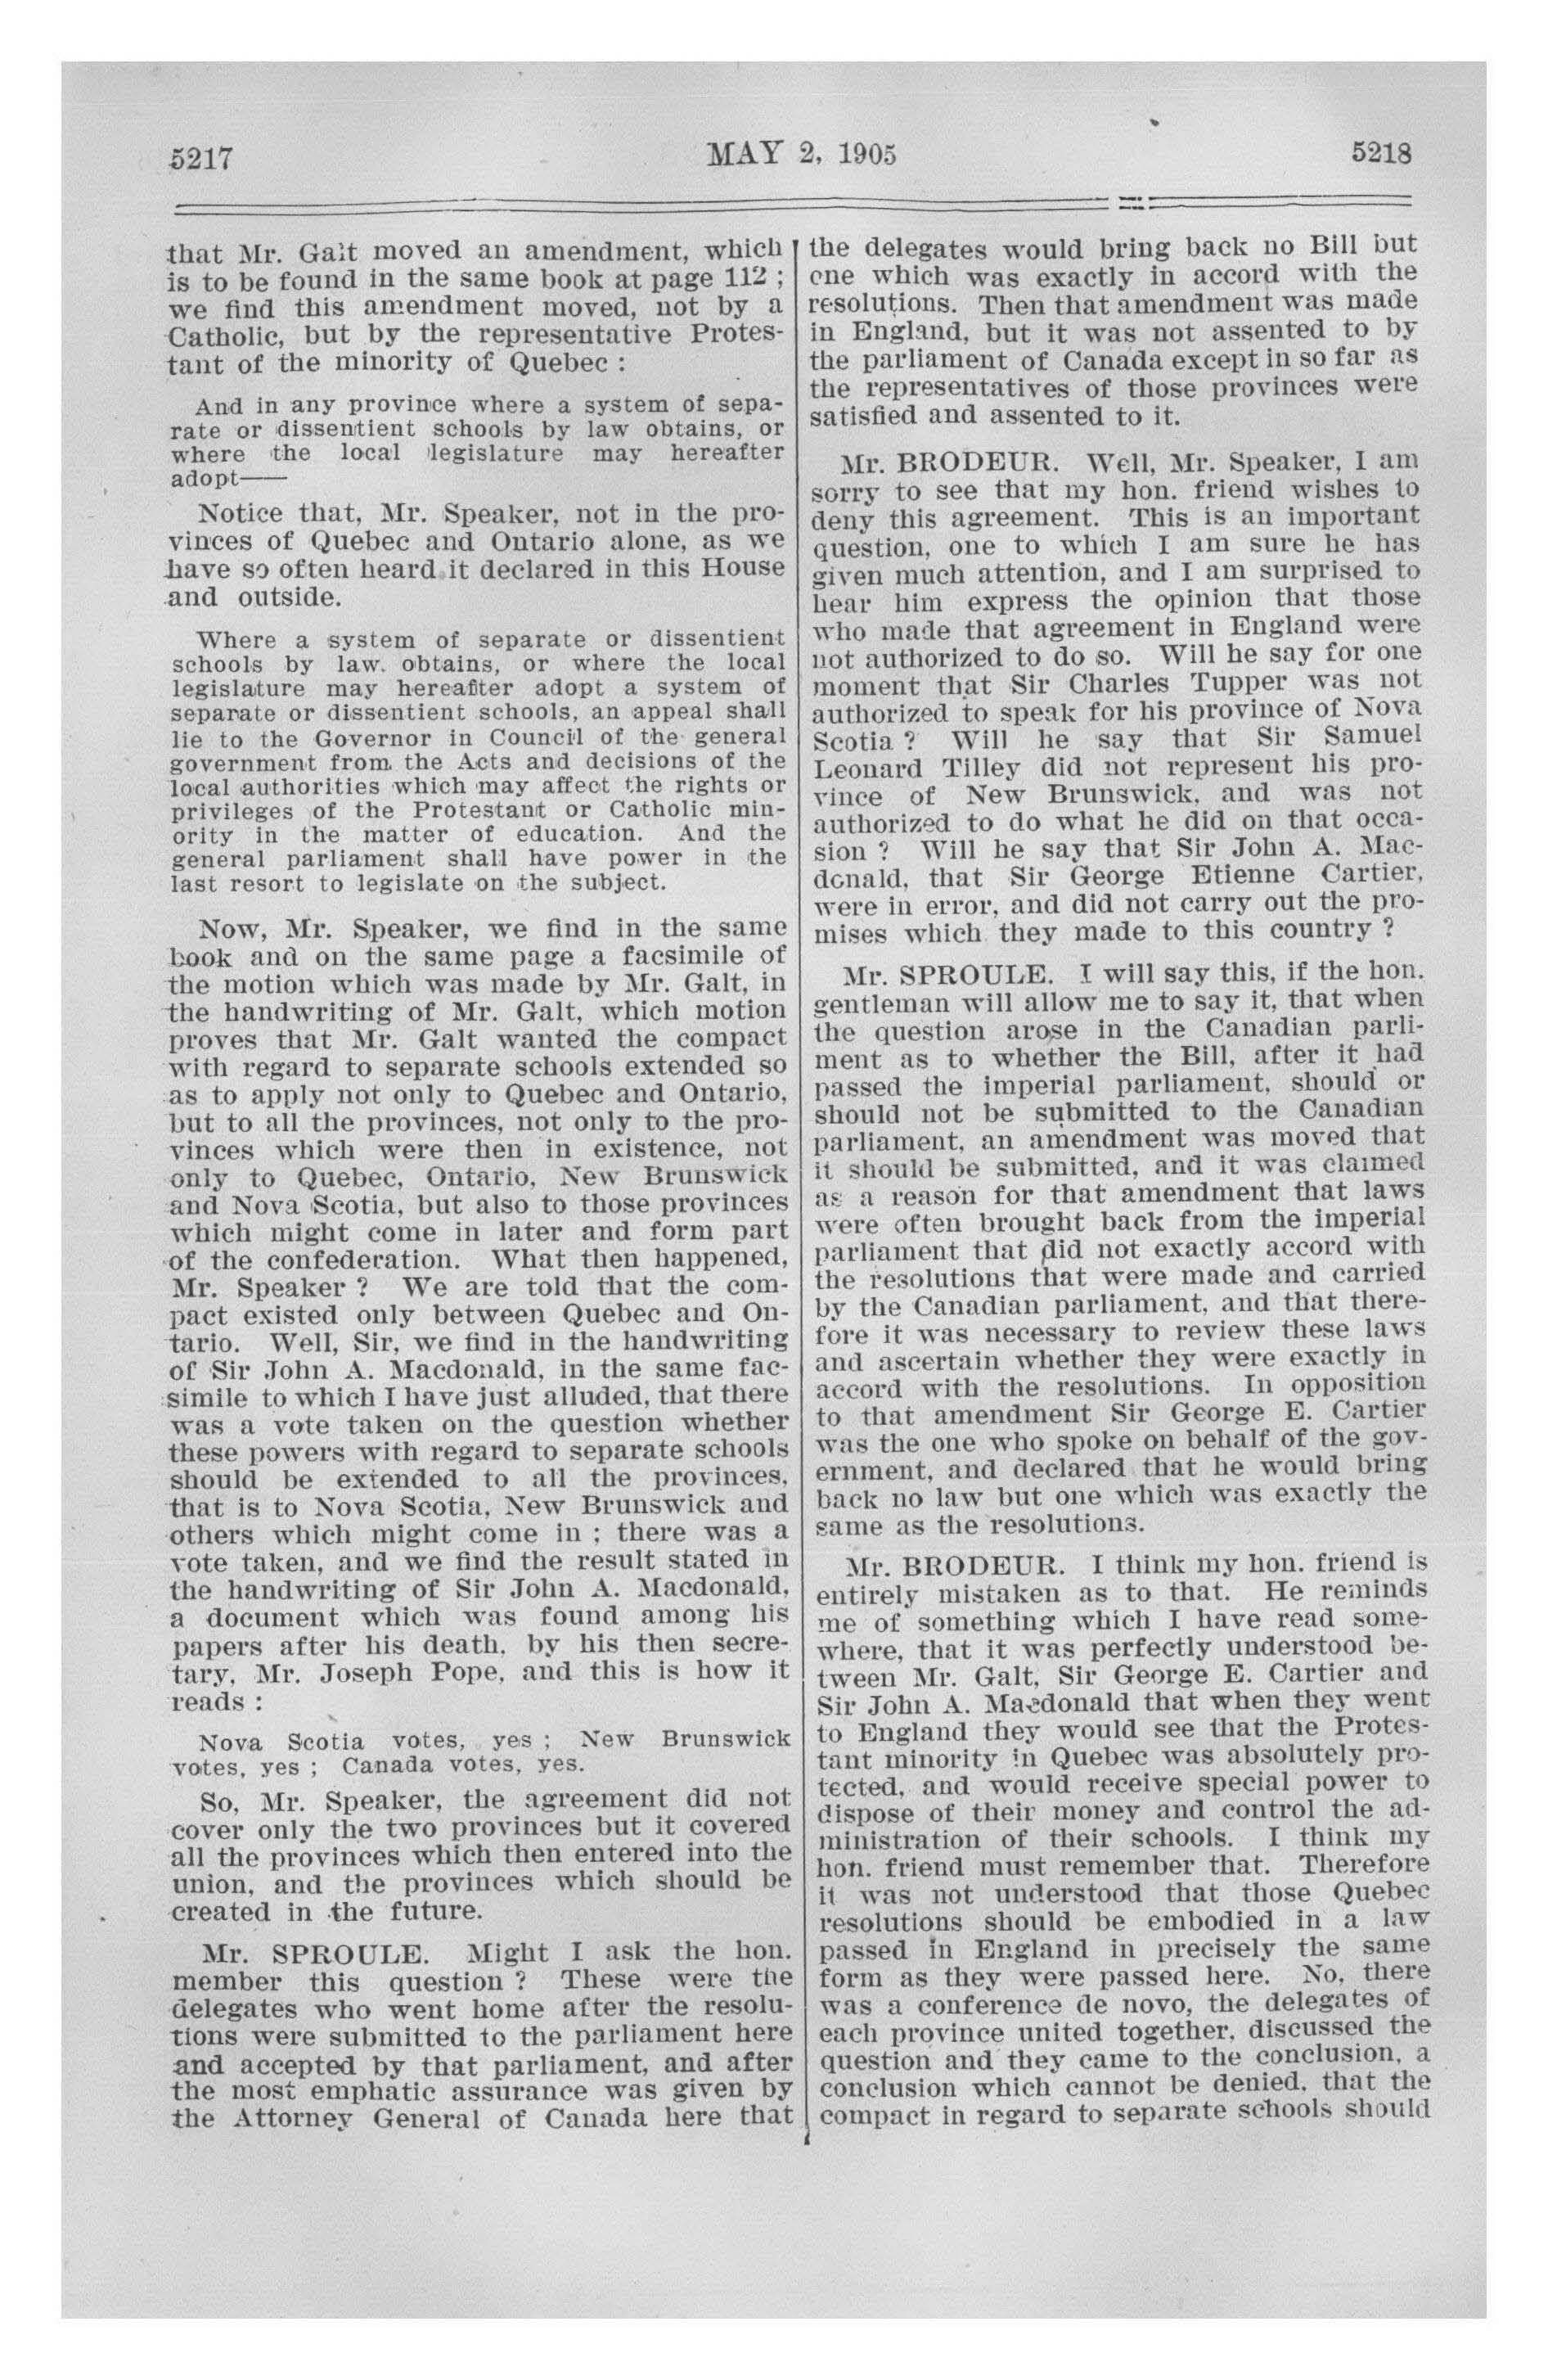 5217
MAY 2, 1905
5218
that Mr. Galt moved an amendment, which
is to be found in the same book at page 112 ;
we find this amendment moved, not by a
Catholic, but by the representative Protes-
tant of the minority of Quebec :
And in any province where a system of sepa-
rate or dissentient schools by law obtains, or
where the local legislature may hereafter
adopt——
Notice that, Mr. Speaker, not in the pro-
vinces of Quebec and Ontario alone, as we
have so often heard it declared in this House
and outside.
Where a system of separate or dissentient
schools by law. obtains, or where the local
legislature may hereafter adopt a system of
separate or dissentient schools, an appeal shall
lie to the Governor in Council of the general
government from the Acts and decisions of the
local authorities which may affect the rights or
privileges of the Protestant or Catholic min-
ority in the matter of education. And the
general parliament shall have power in the
last resort to legislate on the subject.
Now, Mr. Speaker, we find in the same
book and on the same page a facsimile of
the motion which was made by Mr. Galt, in
the handwriting of Mr. Galt, which motion
proves that Mr. Galt wanted the compact
with regard to separate schools extended so
as to apply not only to Quebec and Ontario,
but to all the provinces, not only to the pro-
vinces which were then in existence, not
only to Quebec, Ontario, New Brunswick
and Nova Scotia, but also to those provinces
which might come in later and form part
of the confederation. What then happened,
Mr. Speaker ? We are told that the com-
pact existed only between Quebec and On-
tario. Well, Sir, we find in the handwriting
of Sir John A. Macdonald, in the same fac-
simile to which I have just alluded, that there
was a vote taken on the question whether
these powers with regard to separate schools
should be extended to all the provinces,
that is to Nova Scotia, New Brunswick and
others which might come in ; there was a
vote taken, and we find the result stated in
the handwriting of Sir John A. Macdonald,
a document which was found among his
papers after his death, by his then secre-
tary, Mr. Joseph Pope, and this is how it
reads :
Nova Scotia votes, yes ; New Brunswick
votes, yes ; Canada votes, yes.
So, Mr. Speaker, the agreement did not
cover only the two provinces but it covered
all the provinces which then entered into the
union, and the provinces which should be
created in the future.
Mr. SPROULE. Might I ask the hon.
member this question ? These were the
delegates who went home after the resolu-
tions were submitted to the parliament here
and accepted by that parliament, and after
the most emphatic assurance was given by
the Attorney General of Canada here that
the delegates would bring back no Bill but
one which was exactly in accord with the
resolutions. Then that amendment was made
in England, but it was not assented to by
the parliament of Canada except in so far as
the representatives of those provinces were
satisfied and assented to it.
Mr. BRODEUR. Well, Mr. Speaker, I am
sorry to see that my hon. friend wishes to
deny this agreement. This is an important
question, one to which I am sure he has
given much attention, and I am surprised to
hear him express the opinion that those
who made that agreement in England were
not authorized to do so. Will he say for one
moment that Sir Charles Tupper was not
authorized to speak for his province of Nova
Scotia ? Will he say that Sir Samuel
Leonard Tilley did not represent his pro-
vince of New Brunswick, and was not
authorized to do what he did on that occa-
sion ? Will he say that Sir John A. Mac-
donald, that Sir George Etienne Cartier,
were in error, and did not carry out the pro-
mises which they made to this country ?
Mr. SPROULE. I will say this, if the hon.
gentleman will allow me to say it, that when
the question arose in the Canadian parli-
ment as to whether the Bill, after it had
passed the imperial parliament, should or
should not be submitted to the Canadian
parliament, an amendment was moved that
it should be submitted, and it was claimed
as a reason for that amendment that laws
were often brought back from the imperial
parliament that did not exactly accord with
the resolutions that were made and carried
by the Canadian parliament, and that there-
fore it was necessary to review these laws
and ascertain whether they were exactly in
accord with the resolutions. In opposition
to that amendment Sir George E. Cartier
was the one who spoke on behalf of the gov-
ernment, and declared that he would bring
back no law but one which was exactly the
same as the resolutions.
Mr. BRODEUR. I think my hon. friend is
entirely mistaken as to that. He reminds
me of something which I have read some-
where, that it was perfectly understood be-
tween Mr. Galt, Sir George E. Cartier and
Sir John A. Macdonald that when they went
to England they would see that the Protes-
tant minority in Quebec was absolutely pro-
tected, and would receive special power to
dispose of their money and control the ad-
ministration of their schools. I think my
hon. friend must remember that. Therefore
it was not understood that those Quebec
resolutions should be embodied in a law
passed in England in precisely the same
form as they were passed here. No, there
was a conference de novo, the delegates of
each province united together, discussed the
question and they came to the conclusion, a
conclusion which cannot be denied, that the
compact in regard to separate schools should